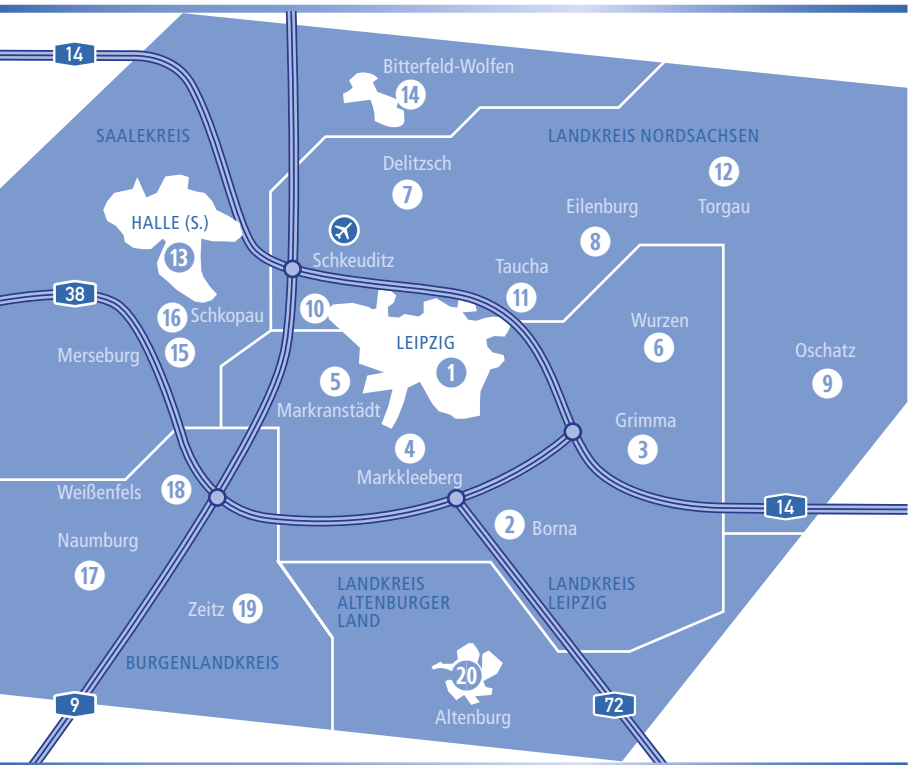 14
Bitterfeld-Wolfen
14
SAALEKREIS
LANDKREIS NORDSACHSEN
Delitzsch
7
12
Torgau
Eilenburg
8
HALLE (S.)
13
Schkeuditz
10
Taucha
11
38
16
Schkopau
15
Merseburg
LEIPZIG
1
Wurzen
6
Oschatz
9
5
Markranstädt
Grimma
3
4
Markkleeberg
Weißenfels
18
14
2
Borna
Naumburg
17
LANDKREIS
ALTENBURGER
LAND
LANDKREIS
LEIPZIG
Zeitz
19
BURGENLANDKREIS
20
Altenburg
9
72